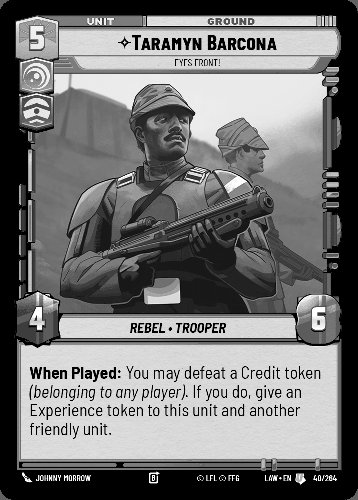 UNIT GROUND
5
✧TARAMYN BARCONA
EYES FRONT!
4
6
REBEL • TROOPER
When Played: You may defeat a Credit token
(belonging to any player). If you do, give an
Experience token to this unit and another
friendly unit.
JOHNNY MORROW © LFL © FFG LAW • EN 40/264